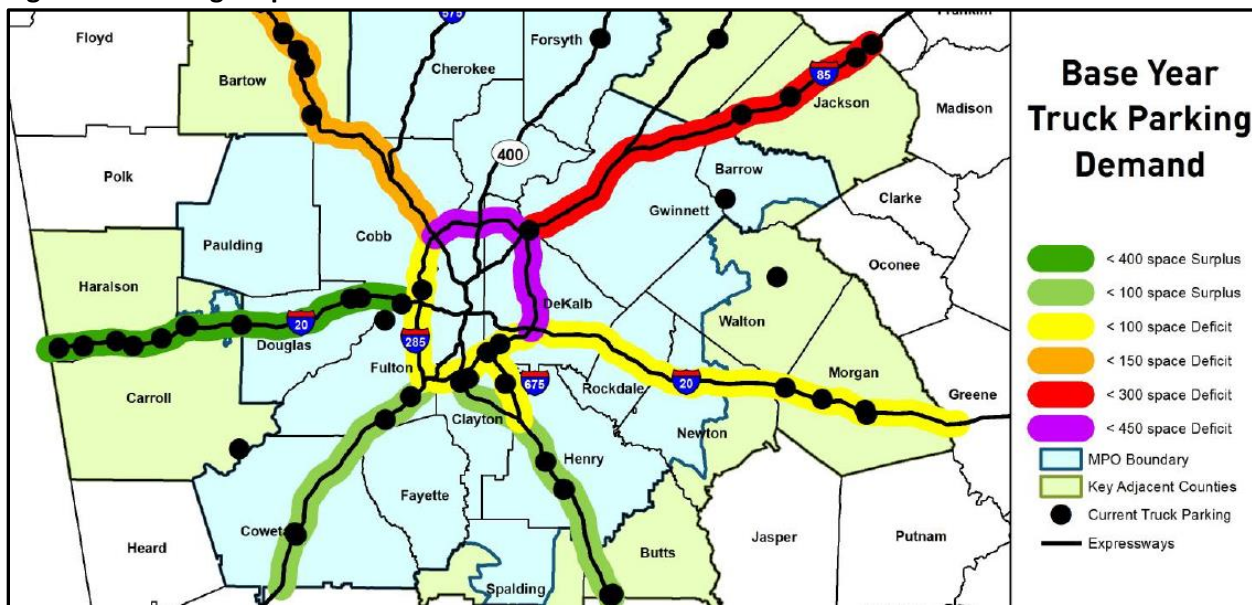 575
Floyd
Forsyth
Cherokee
Bartow
85
Jackson
Madison
400
Polk
Barrow
Clarke
Gwinnett
Cobb
Paulding
Oconee
Haralson
DeKalb
Walton
20
Douglas
285
Fulton
675
Rockdale
20
Morgan
Greene
Carroll
Clayton
Newton
Henry
Fayette
Coweta
Heard
Butts
Jasper
Putnam
Spalding
Base Year
Truck Parking
Demand
< 400 space Surplus
< 100 space Surplus
< 100 space Deficit
< 150 space Deficit
< 300 space Deficit
< 450 space Deficit
MPO Boundary
Key Adjacent Counties
Current Truck Parking
Expressways